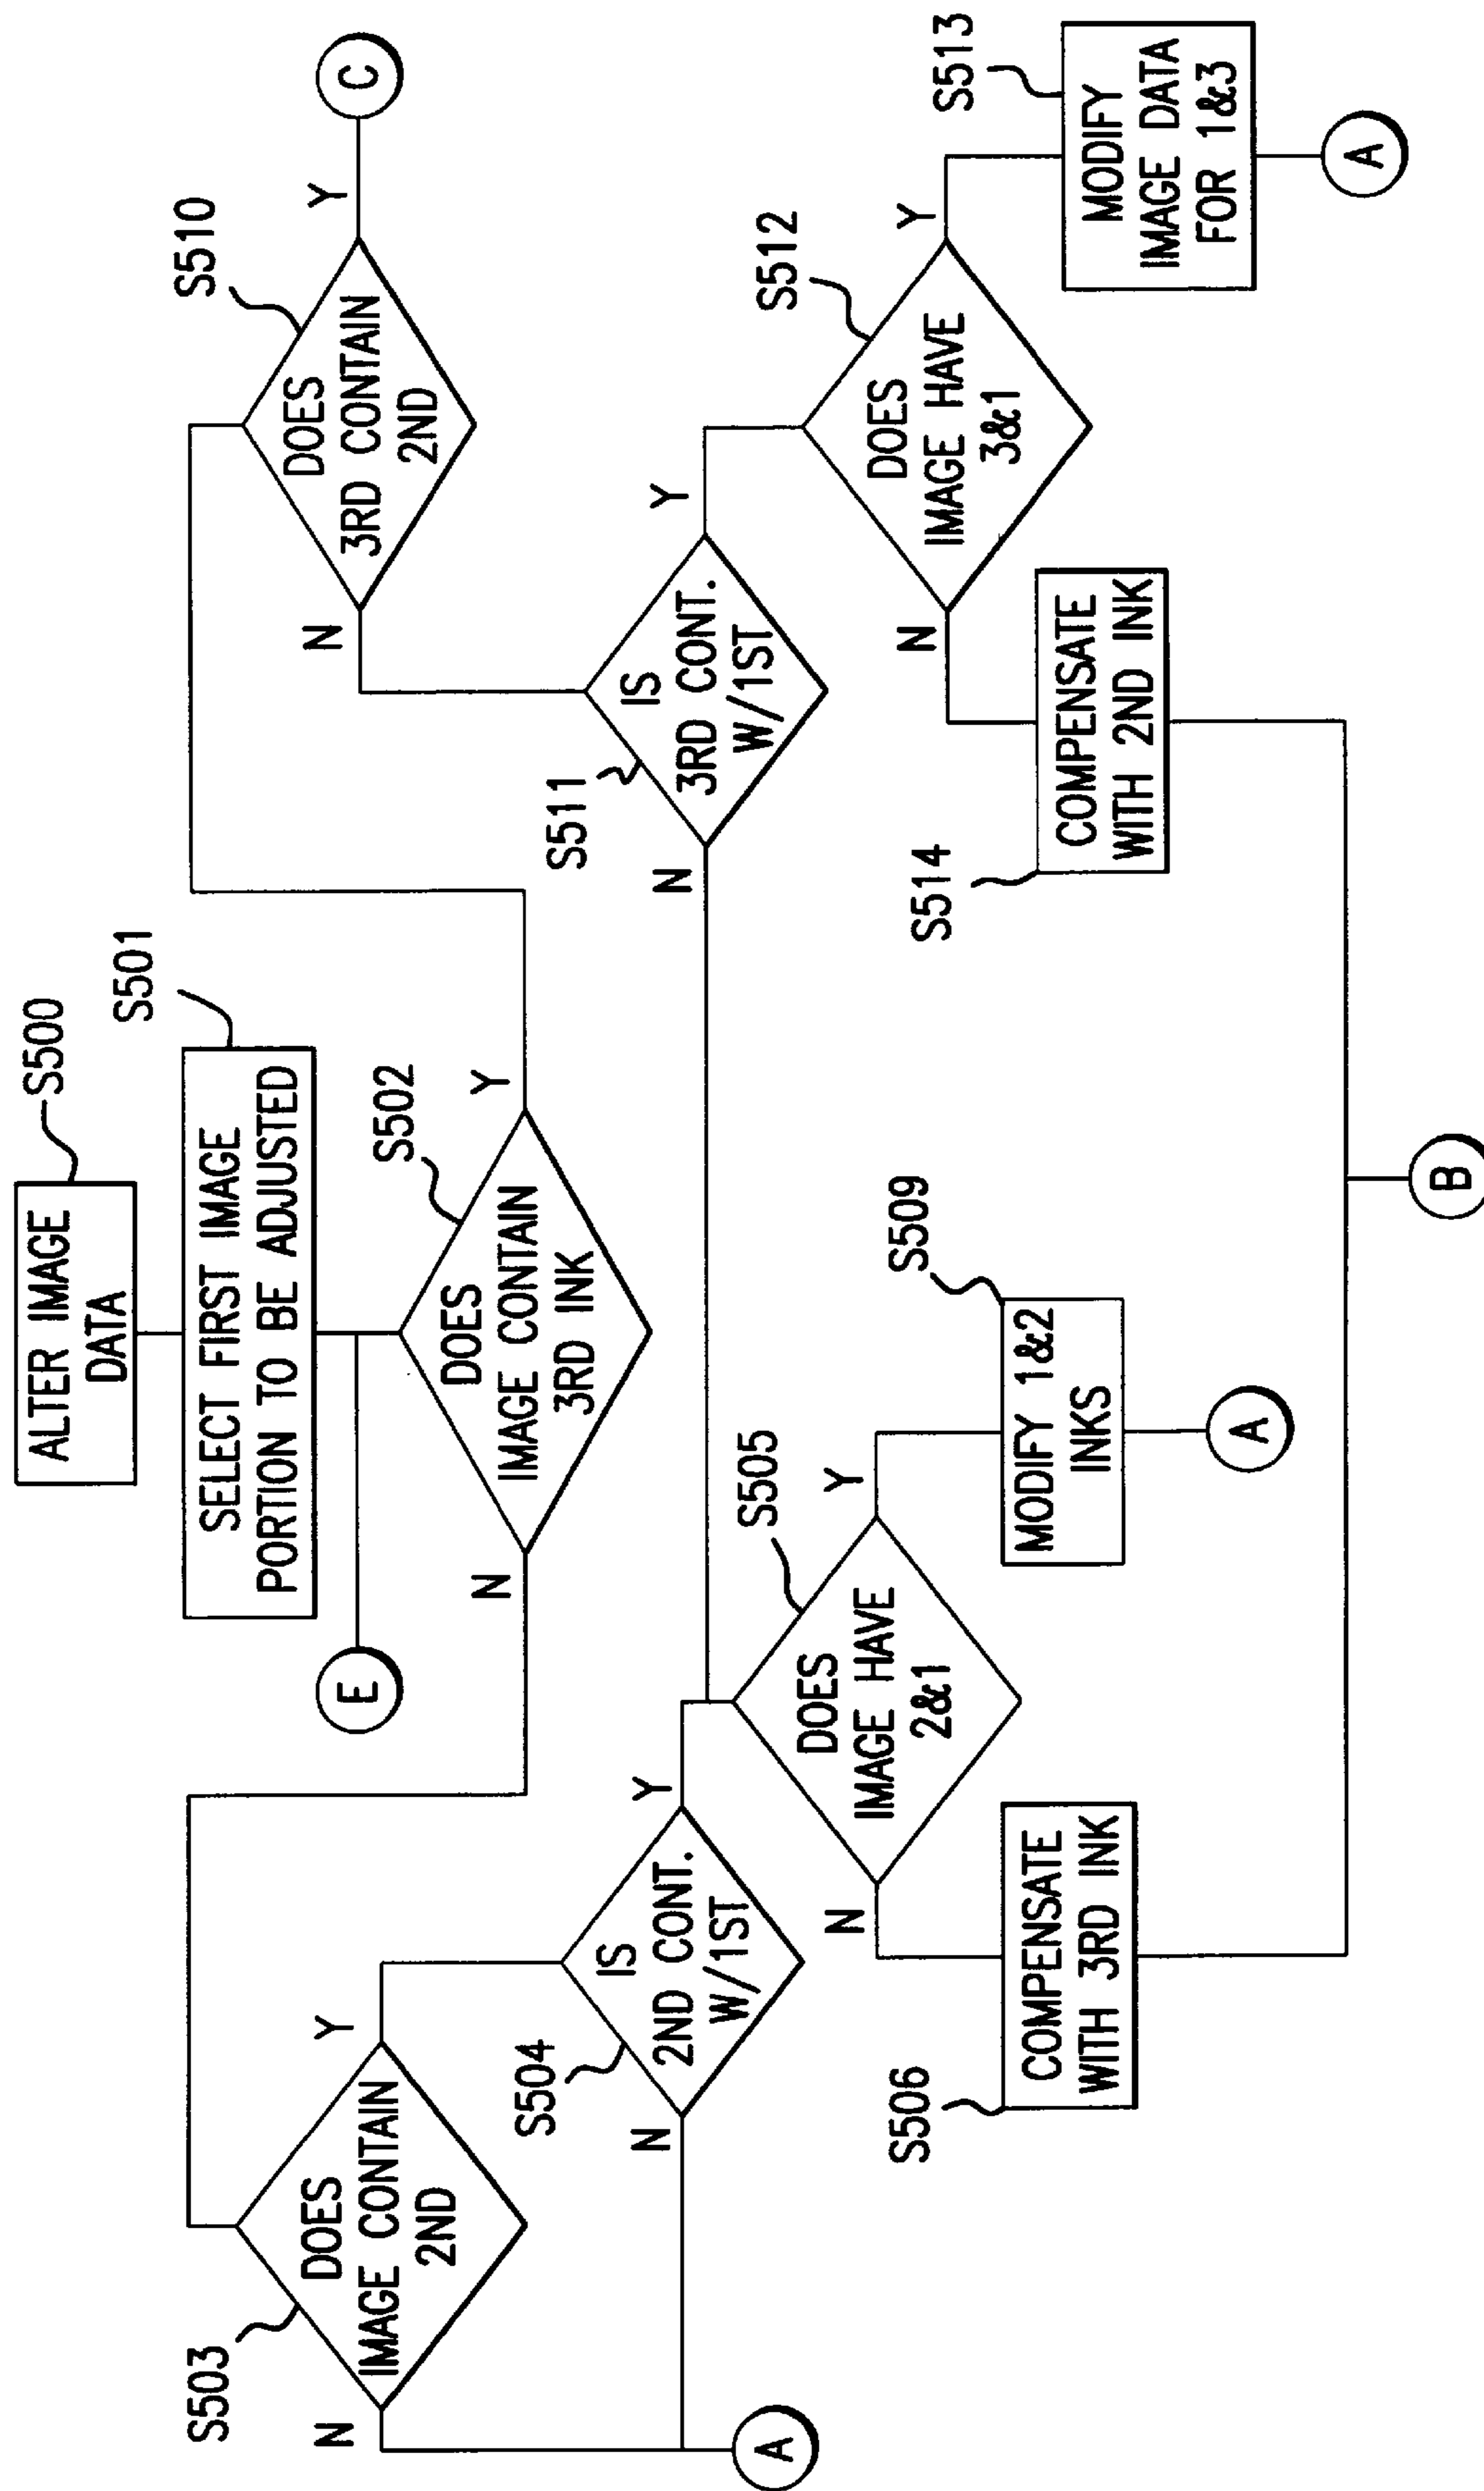 ALTER IMAGE
DATA
S500
SELECT FIRST IMAGE
PORTION TO BE ADJUSTED
S501
E
DOES
IMAGE CONTAIN
3RD INK
S502
N
Y
S503
DOES
IMAGE CONTAIN
2ND
N
Y
DOES
3RD CONTAIN
2ND
S510
N
Y
C
S504
IS
2ND CONT.
W/1ST
N
Y
S511
IS
3RD CONT.
W/1ST
N
Y
A
DOES
IMAGE HAVE
2&1
S505
N
Y
DOES
IMAGE HAVE
3&1
S512
N
Y
S506
COMPENSATE
WITH 3RD INK
MODIFY 1&2
INKS
S509
A
S514
COMPENSATE
WITH 2ND INK
MODIFY
IMAGE DATA
FOR 1&3
S513
A
B